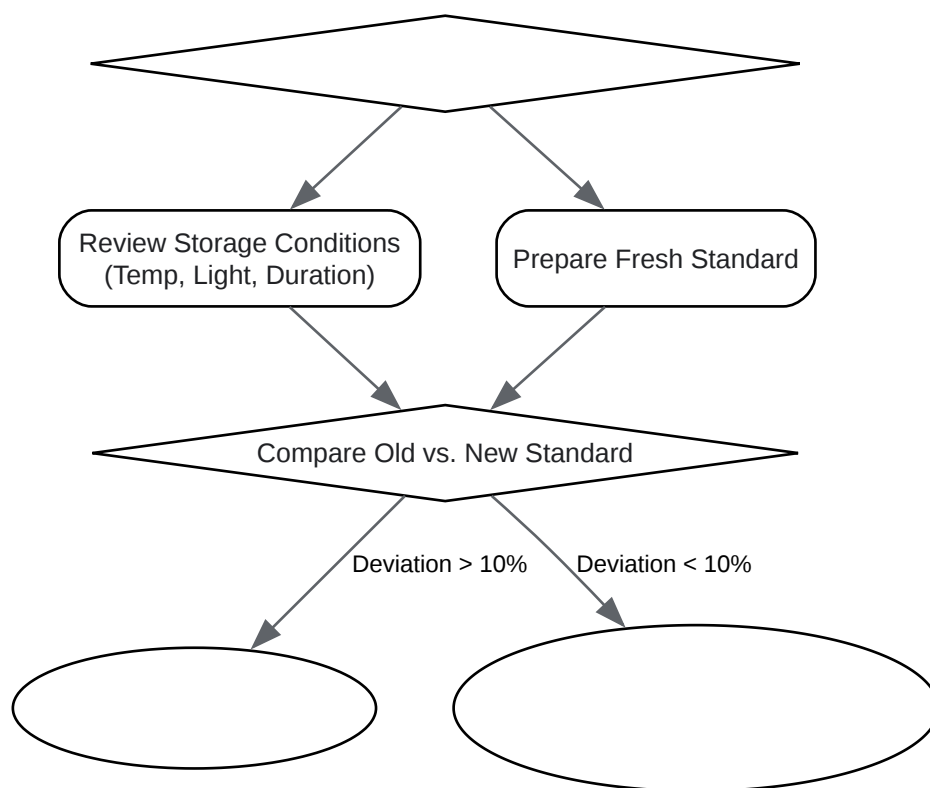 Review Storage Conditions
(Temp, Light, Duration)
Prepare Fresh Standard
Compare Old vs. New Standard
Deviation > 10%
Deviation < 10%